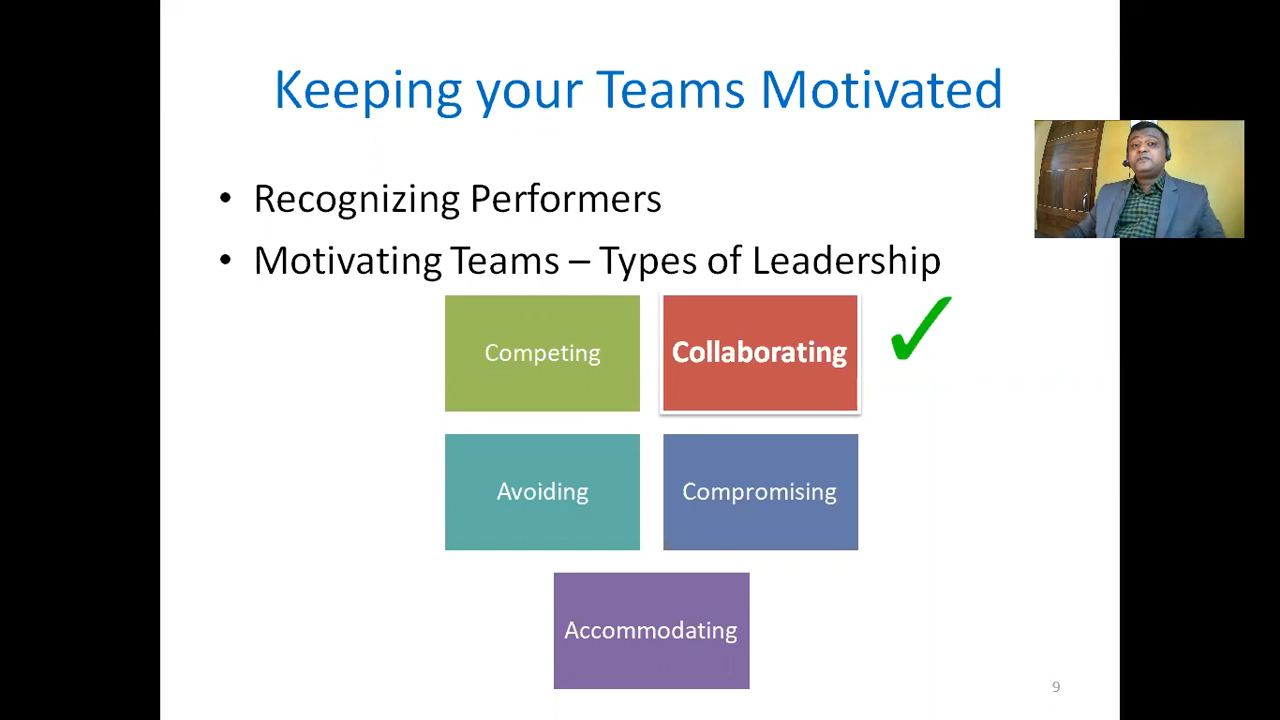 Keeping your Teams Motivated
• Recognizing Performers
• Motivating Teams – Types of Leadership
Competing
Collaborating
Avoiding
Compromising
Accommodating
9